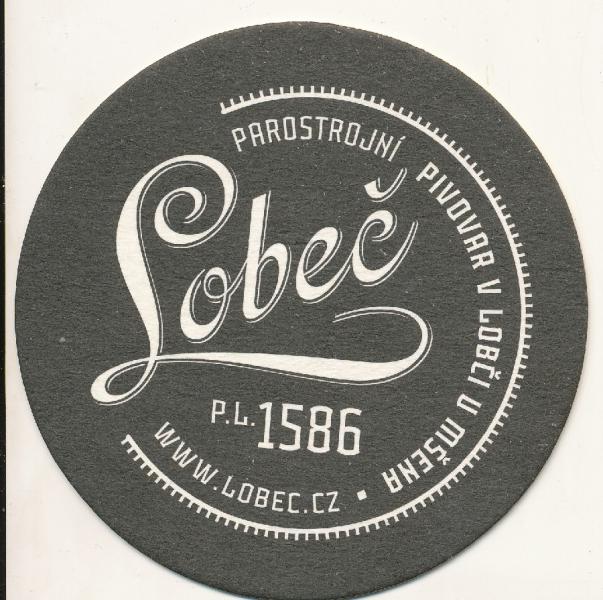 PAROSTROJNÍ PIVOVAR V LOBČI U MŠENA
Lobeč
P.L. 1586
WWW.LOBEC.CZ